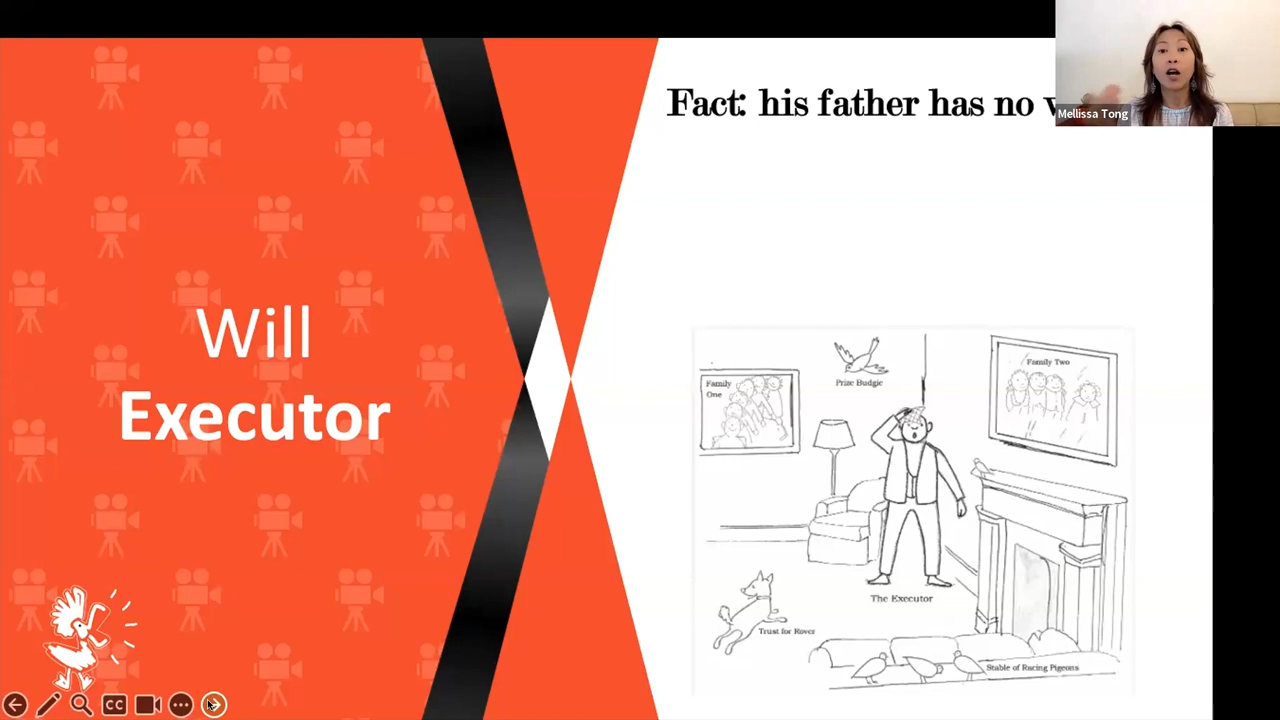 Fact: his father has no
Mellissa Tong
Will
Executor
Family One
Prize Budgie
Family Two
The Executor
Trust for Rover
Stable of Racing Pigeons
CC